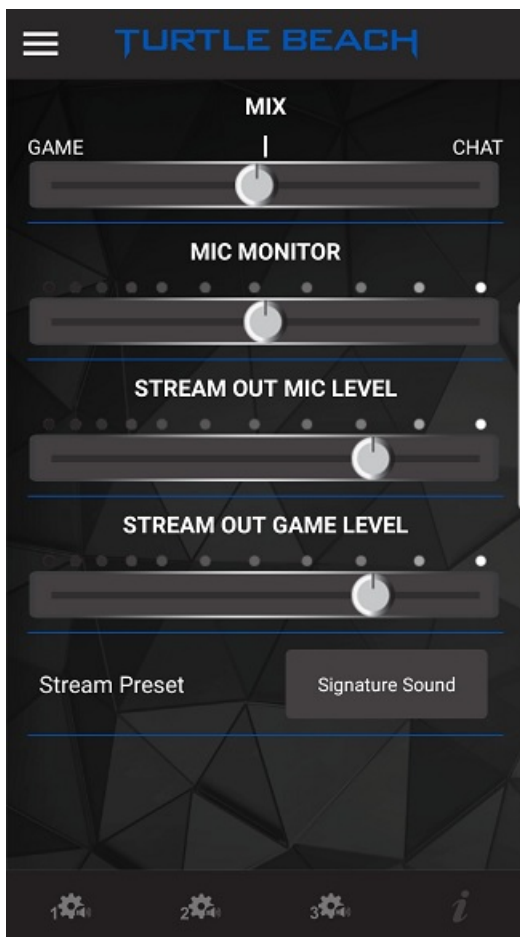 TURTLE BEACH
MIX
GAME CHAT
MIC MONITOR
STREAM OUT MIC LEVEL
STREAM OUT GAME LEVEL
Stream Preset Signature Sound
1 2 3 i